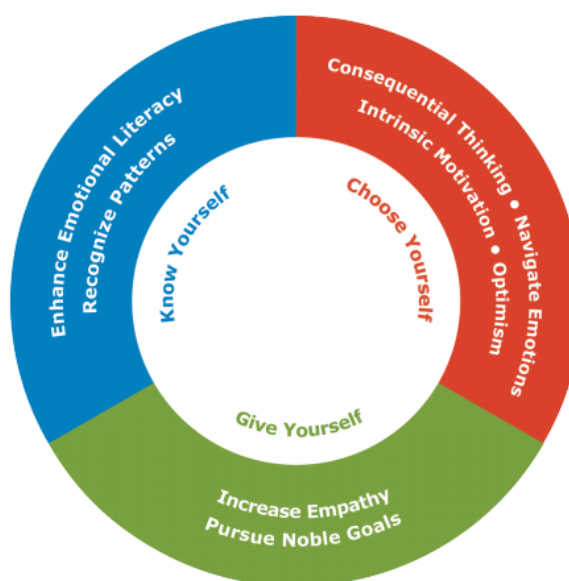 Enhance Emotional Literacy
Recognize Patterns
Know Yourself
Consequential Thinking ● Navigate Emotions
Intrinsic Motivation ● Optimism
Choose Yourself
Give Yourself
Increase Empathy
Pursue Noble Goals